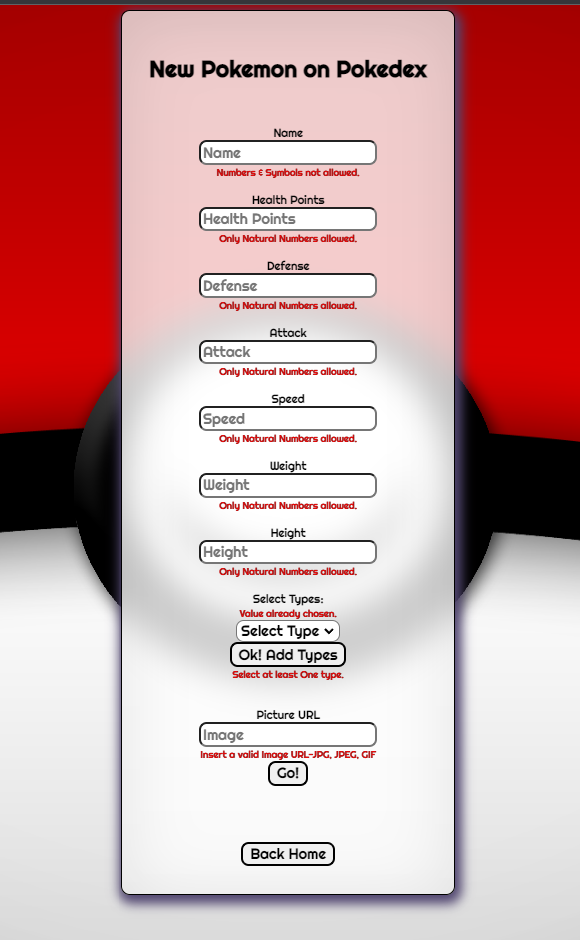 New Pokemon on Pokedex
Name
Name
Numbers & Symbols not allowed.
Health Points
Health Points
Only Natural Numbers allowed.
Defense
Defense
Only Natural Numbers allowed.
Attack
Attack
Only Natural Numbers allowed.
Speed
Speed
Only Natural Numbers allowed.
Weight
Weight
Only Natural Numbers allowed.
Height
Height
Only Natural Numbers allowed.
Select Types:
Value already chosen.
Select Type
Ok! Add Types
Select at least One type.
Picture URL
Image
Insert a valid Image URL-JPG, JPEG, GIF
Go!
Back Home